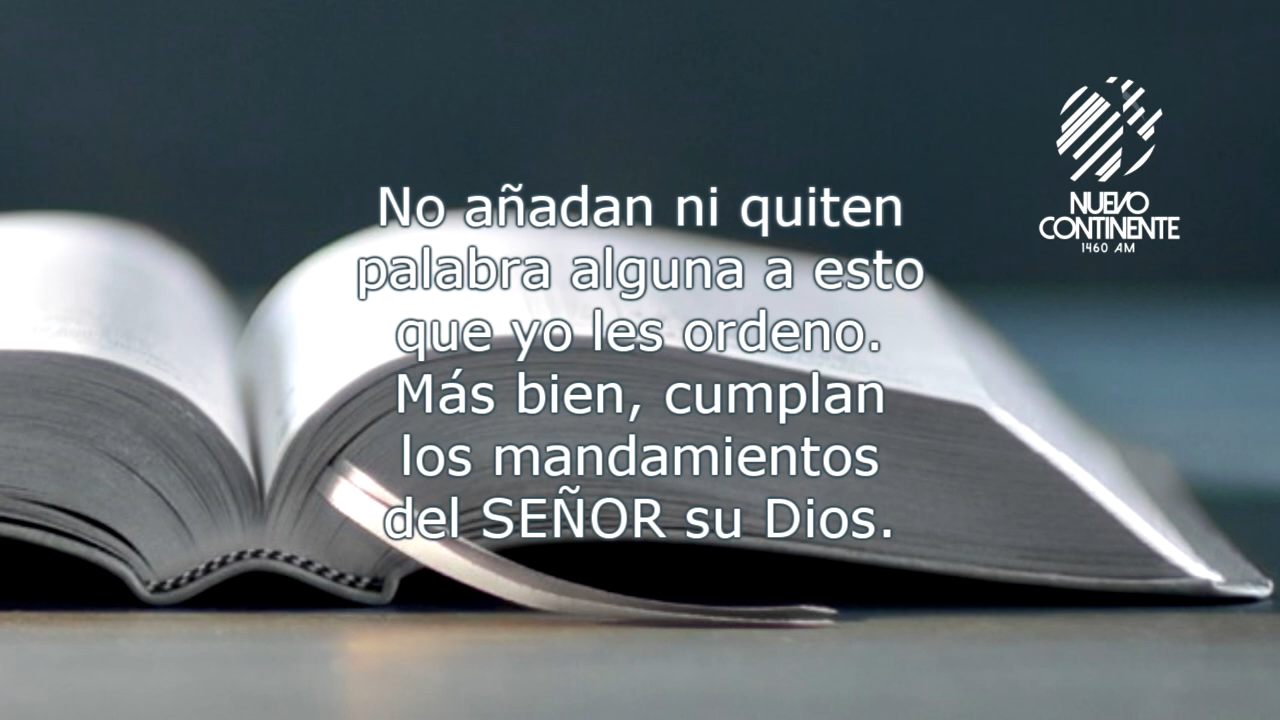 No añadan ni quiten
palabra alguna a esto
que yo les ordeno.
Más bien, cumplan
los mandamientos
del SEÑOR su Dios.
NUEVO
CONTINENTE
1460 AM